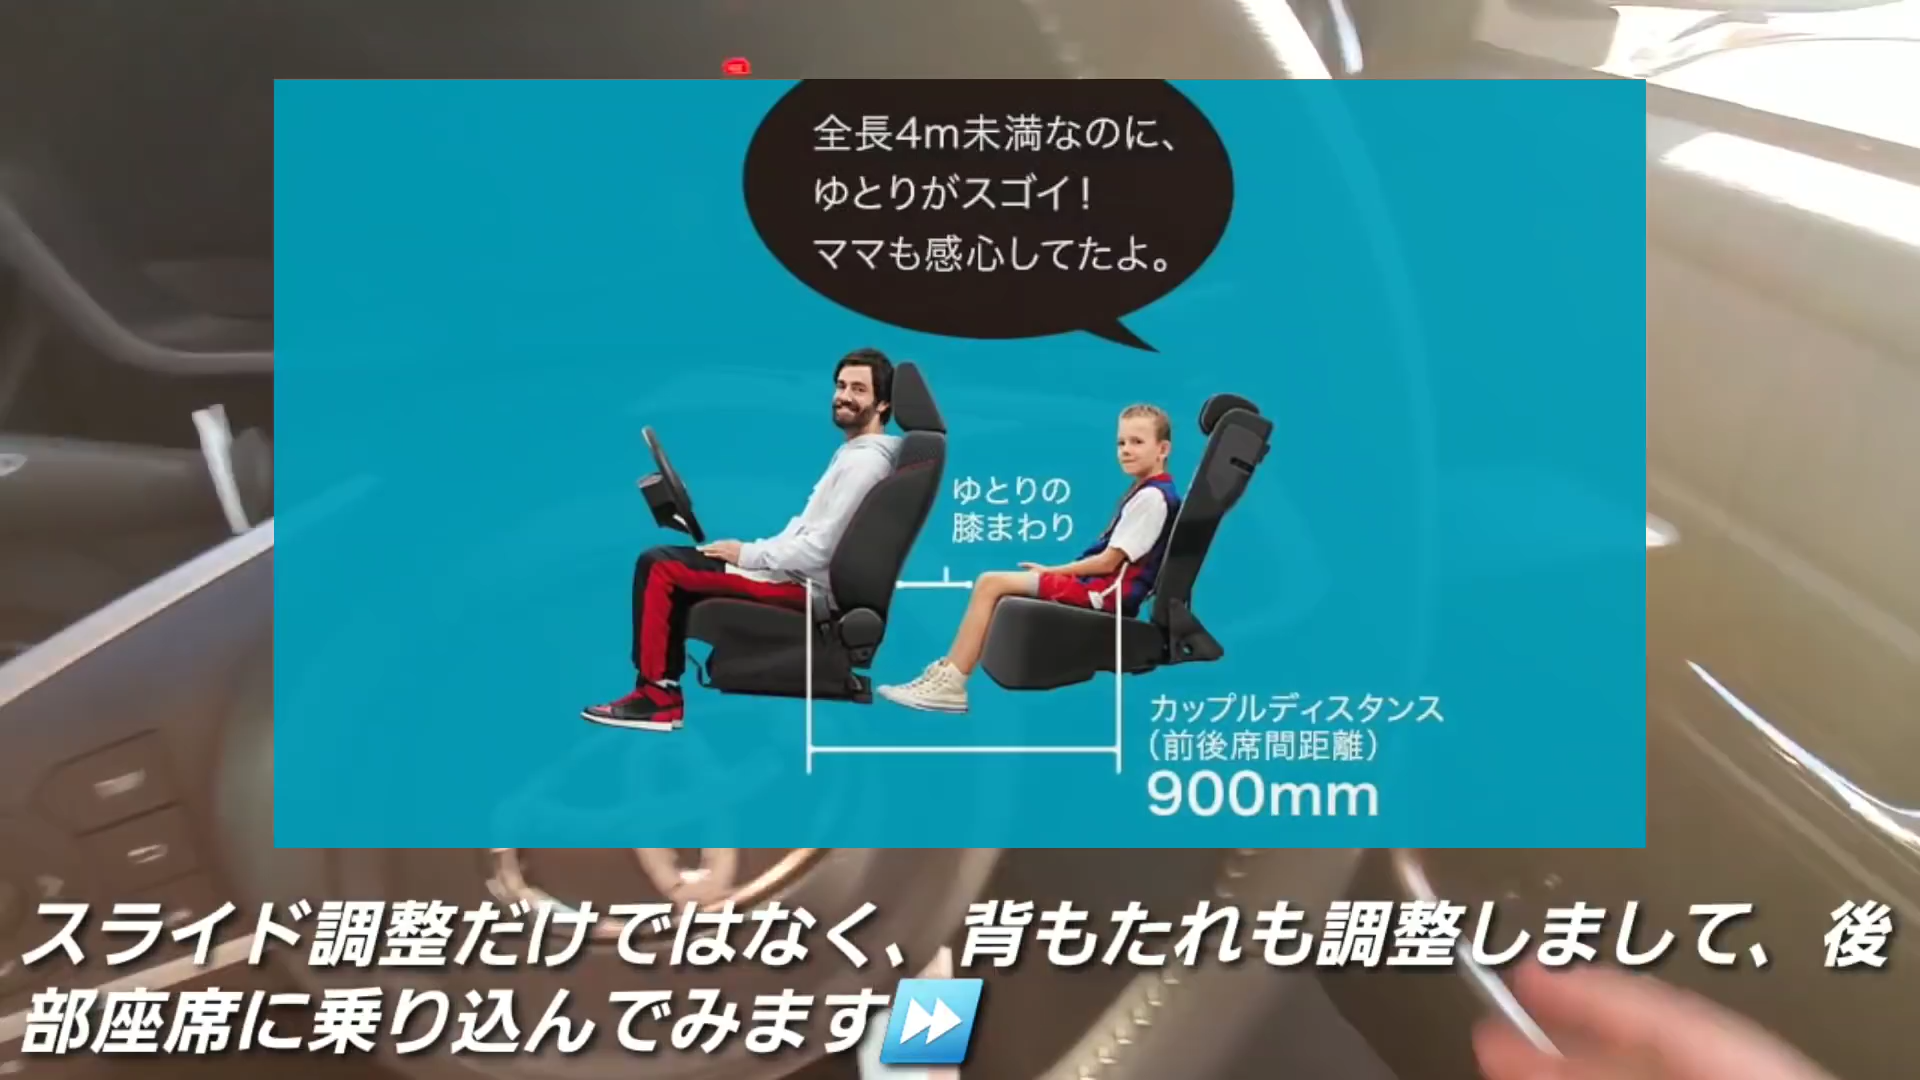 全長4m未満なのに、
ゆとりがスゴイ！
ママも感心してたよ。
ゆとりの
膝まわり
カップルディスタンス
（前後席間距離）
900mm
スライド調整だけではなく、背もたれも調整しまして、後
部座席に乗り込んでみます⏩